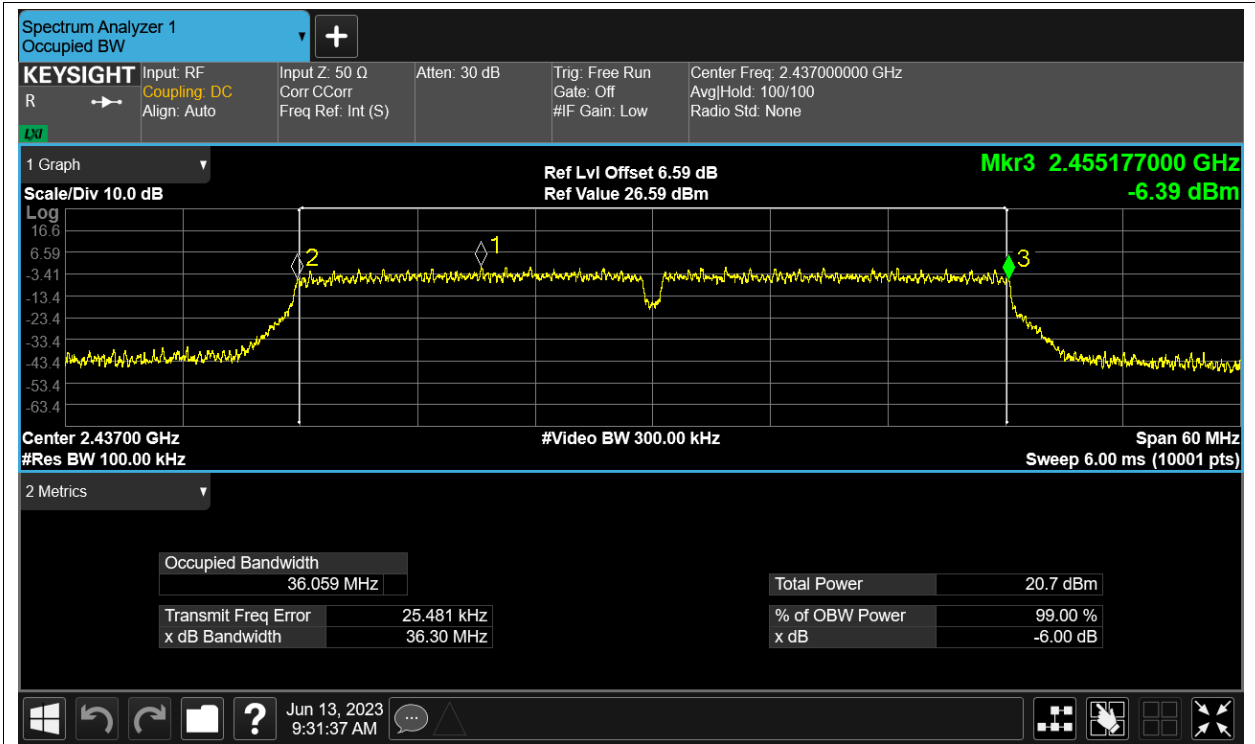 Spectrum Analyzer 1
Occupied BW
KEYSIGHT
R
LXI
Input: RF
Coupling: DC
Align: Auto
Input Z: 50 Ω
Corr CCorr
Freq Ref: Int (S)
Atten: 30 dB
Trig: Free Run
Gate: Off
#IF Gain: Low
Center Freq: 2.437000000 GHz
Avg|Hold: 100/100
Radio Std: None
1 Graph
Scale/Div 10.0 dB
Ref Lvl Offset 6.59 dB
Ref Value 26.59 dBm
Mkr3 2.455177000 GHz
-6.39 dBm
Log
16.6
6.59
-3.41
-13.4
-23.4
-33.4
-43.4
-53.4
-63.4
2
1
3
Center 2.43700 GHz
#Res BW 100.00 kHz
#Video BW 300.00 kHz
Span 60 MHz
Sweep 6.00 ms (10001 pts)
2 Metrics
Occupied Bandwidth
36.059 MHz
Transmit Freq Error 25.481 kHz
x dB Bandwidth 36.30 MHz
Total Power 20.7 dBm
% of OBW Power 99.00 %
x dB -6.00 dB
?
Jun 13, 2023
9:31:37 AM